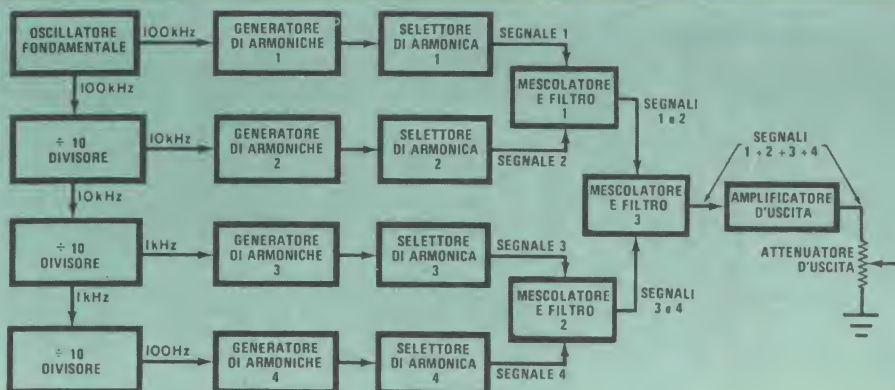 OSCILLATORE
FONDAMENTALE
100kHz
GENERATORE
DI ARMONICHE
1
SELETTORE
DI ARMONICA
1
SEGNALE 1
MESCOLATORE
E FILTRO
1
SEGNALI
1 e 2
100kHz
÷ 10
DIVISORE
10kHz
GENERATORE
DI ARMONICHE
2
SELETTORE
DI ARMONICA
2
SEGNALE 2
MESCOLATORE
E FILTRO
3
SEGNALI
1 + 2 + 3 + 4
AMPLIFICATORE
D'USCITA
ATTENUATORE
D'USCITA
10kHz
÷ 10
DIVISORE
1kHz
GENERATORE
DI ARMONICHE
3
SELETTORE
DI ARMONICA
3
SEGNALE 3
MESCOLATORE
E FILTRO
2
SEGNALI
3 e 4
1kHz
÷ 10
DIVISORE
100Hz
GENERATORE
DI ARMONICHE
4
SELETTORE
DI ARMONICA
4
SEGNALE 4